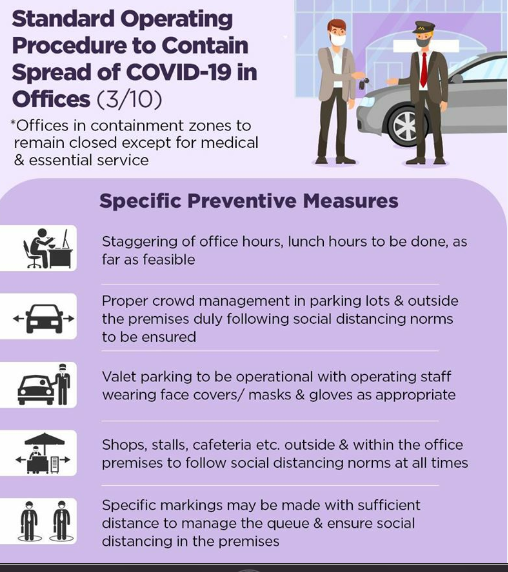 Standard Operating
Procedure to Contain
Spread of COVID-19 in
Offices (3/10)
*Offices in containment zones to
remain closed except for medical
& essential service
Specific Preventive Measures
Staggering of office hours, lunch hours to be done, as
far as feasible
Proper crowd management in parking lots & outside
the premises duly following social distancing norms
to be ensured
Valet parking to be operational with operating staff
wearing face covers/ masks & gloves as appropriate
Shops, stalls, cafeteria etc. outside & within the office
premises to follow social distancing norms at all times
Specific markings may be made with sufficient
distance to manage the queue & ensure social
distancing in the premises